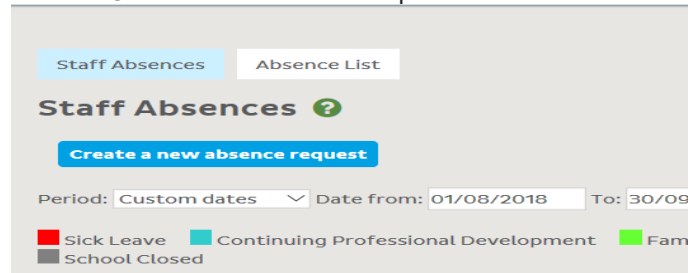 Staff Absences Absence List
Staff Absences ?
Create a new absence request
Period: Custom dates Date from: 01/08/2018 To: 30/09
Sick Leave Continuing Professional Development Fam
School Closed